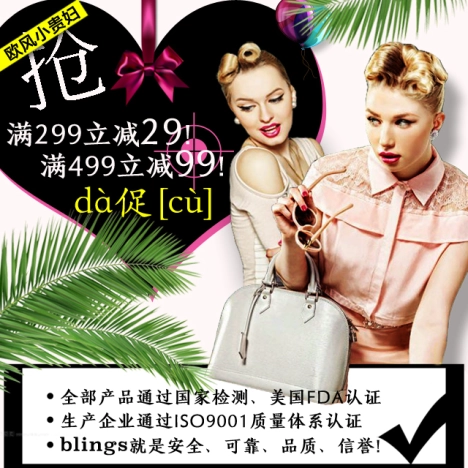 欧风小贵妇
抢
满299立减29!
满499立减99!
dà促[cù]
• 全部产品通过国家检测、美国FDA认证
• 生产企业通过ISO9001质量体系认证
• blings就是安全、可靠、品质、信誉!